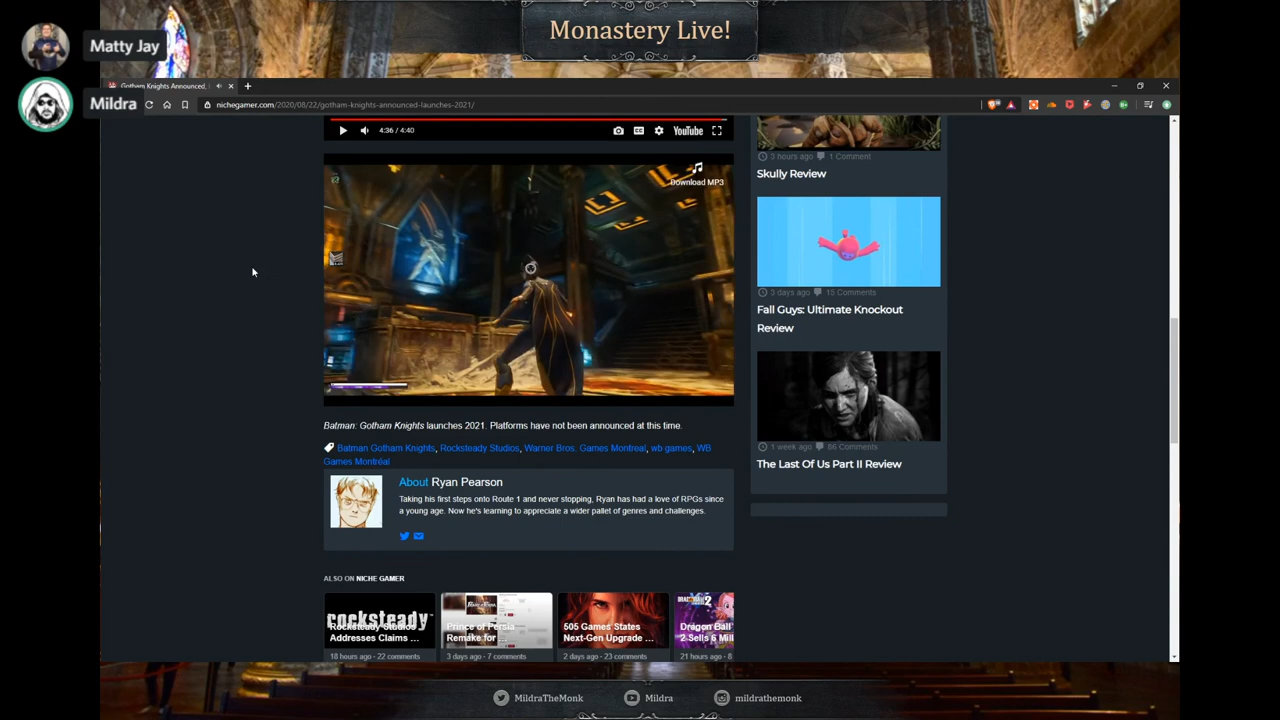 Monastery Live!
Matty Jay
Mildra
Gotham Knights Announced,
nichegamer.com/2020/08/22/gotham-knights-announced-launches-2021/
4:36 / 4:40
YouTube
Download MP3
Batman: Gotham Knights launches 2021. Platforms have not been announced at this time.
Batman Gotham Knights, Rocksteady Studios, Warner Bros. Games Montreal, wb games, WB
Games Montréal
About Ryan Pearson
Taking his first steps onto Route 1 and never stopping, Ryan has had a love of RPGs since
a young age. Now he's learning to appreciate a wider pallet of genres and challenges.
ALSO ON NICHE GAMER
rocksteady
Rocksteady Studios
Addresses Claims ...
18 hours ago · 22 comments
Prince of Persia
Remake for ...
3 days ago · 7 comments
505 Games States
Next-Gen Upgrade ...
2 days ago · 23 comments
Dragon Ball
2 Sells 6 Mill
21 hours ago · 8
3 hours ago 1 Comment
Skully Review
3 days ago 15 Comments
Fall Guys: Ultimate Knockout
Review
1 week ago 66 Comments
The Last Of Us Part II Review
MildraTheMonk
Mildra
mildrathemonk